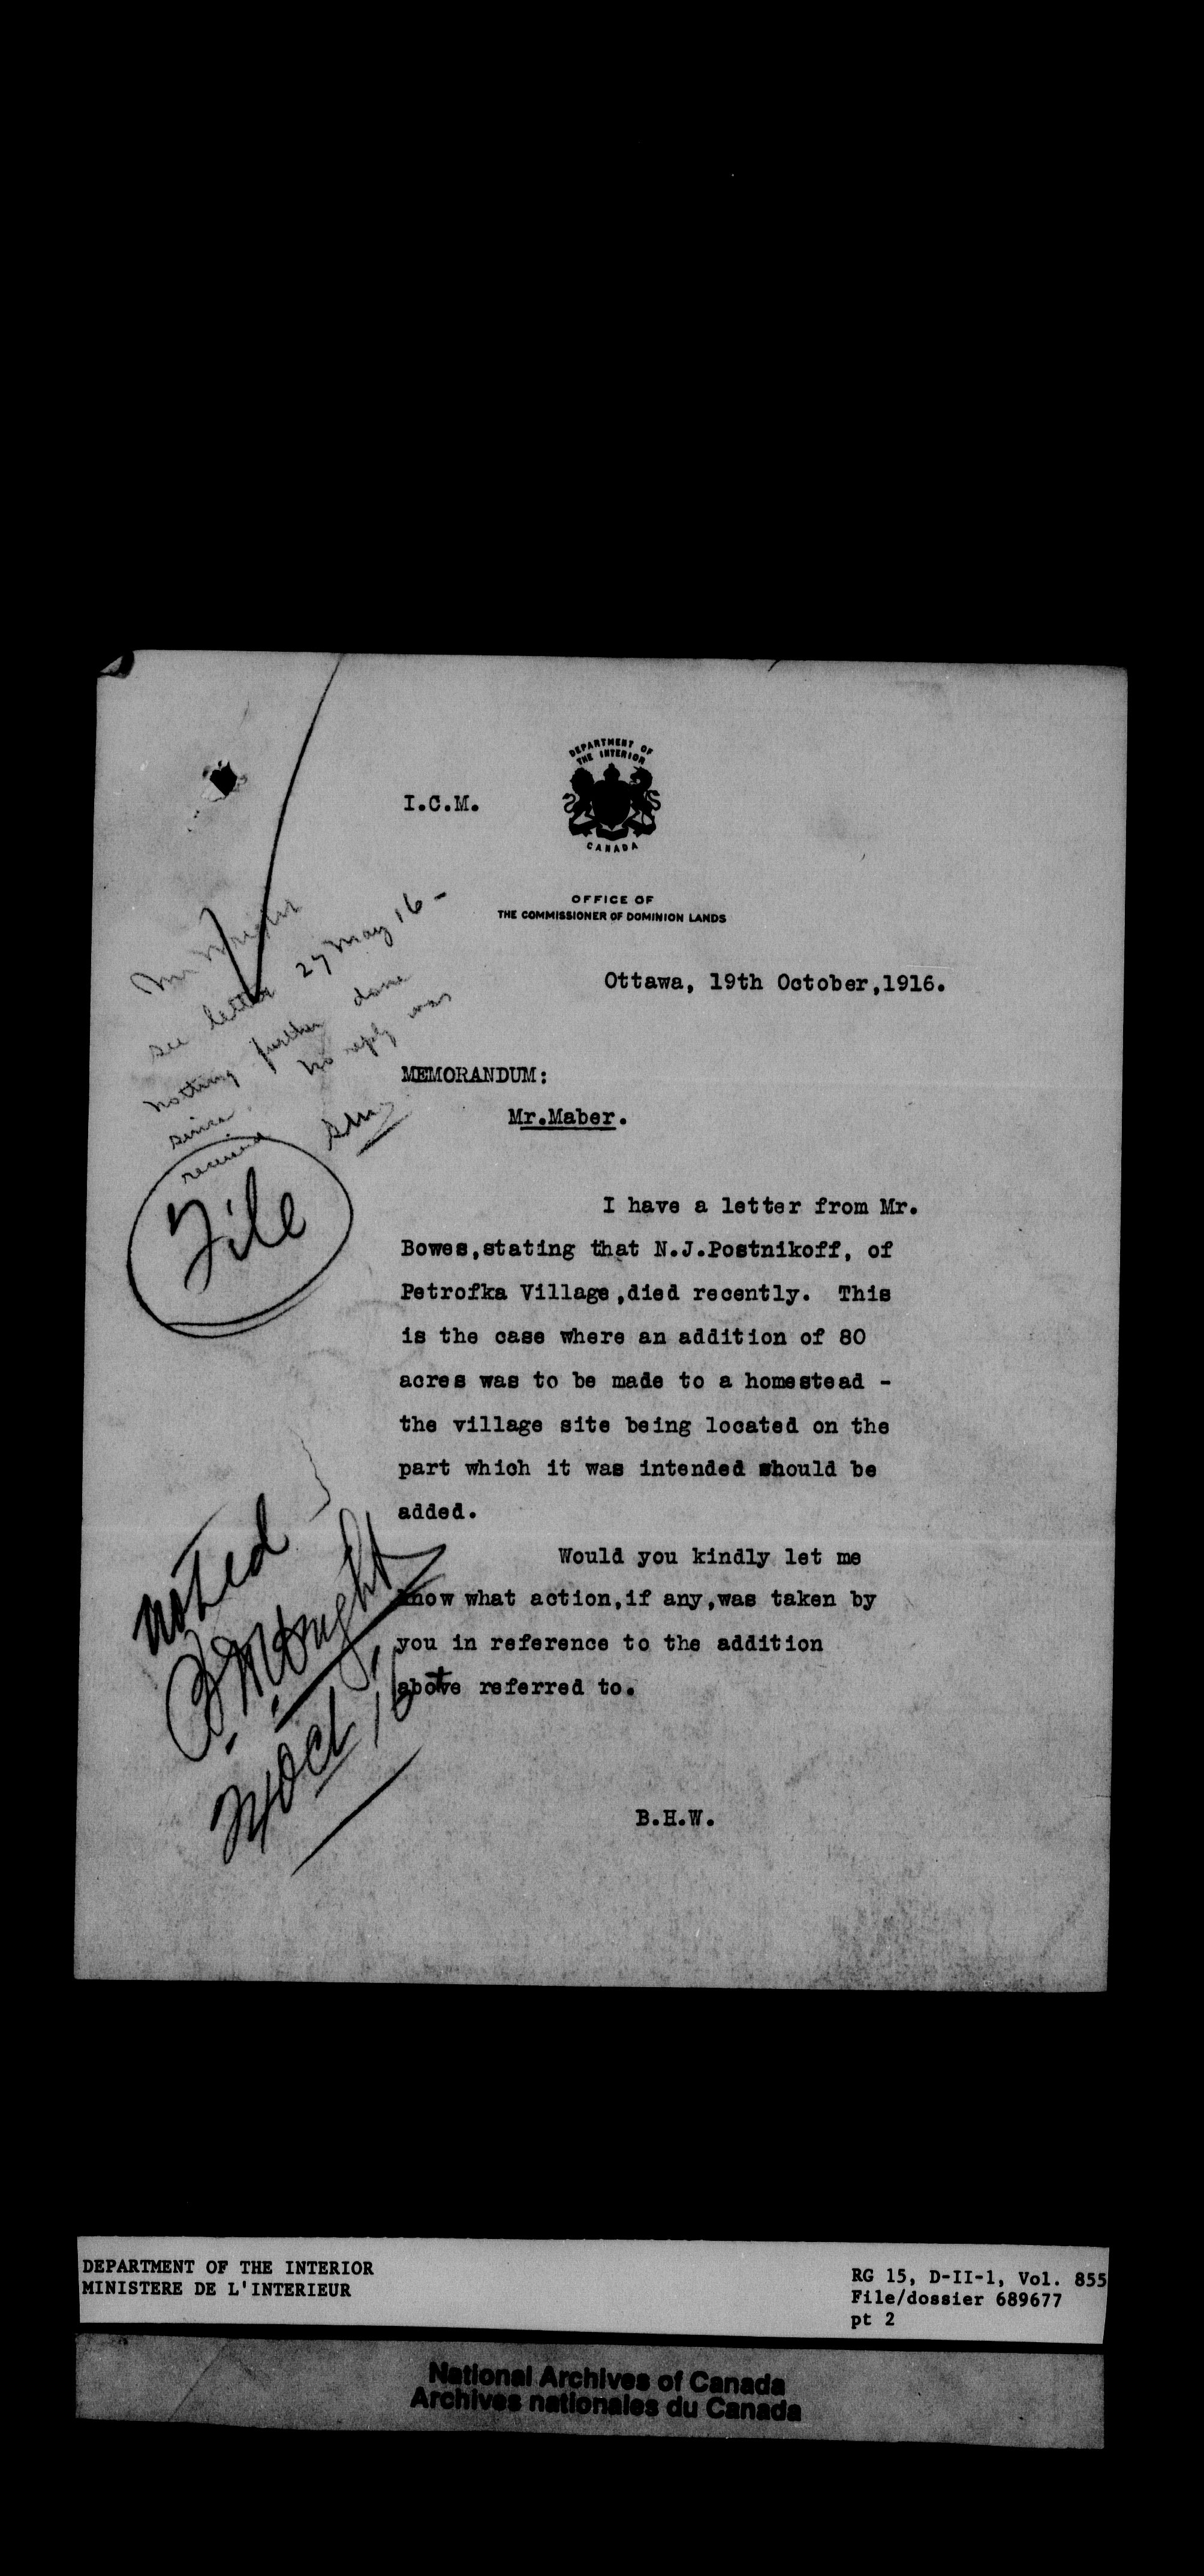 DEPARTMENT OF
THE INTERIOR
I.C.M.
CANADA
OFFICE OF
THE COMMISSIONER OF DOMINION LANDS
Mr Wright
see letter 27 May 16 -
nothing further done
since. No reply was
received
File
Ottawa, 19th October,1916.
MEMORANDUM:
Mr.Maber.
I have a letter from Mr.
Bowes,stating that N.J.Postnikoff, of
Petrofka Village,died recently. This
is the case where an addition of 80
acres was to be made to a homestead -
the village site being located on the
part which it was intended should be
added.
Would you kindly let me
know what action,if any,was taken by
you in reference to the addition
above referred to.
B.H.W.
noted
Wright
Oct, 16
DEPARTMENT OF THE INTERIOR
MINISTERE DE L'INTERIEUR
RG 15, D-II-1, Vol. 855
File/dossier 689677
pt 2
National Archives of Canada
Archives nationales du Canada